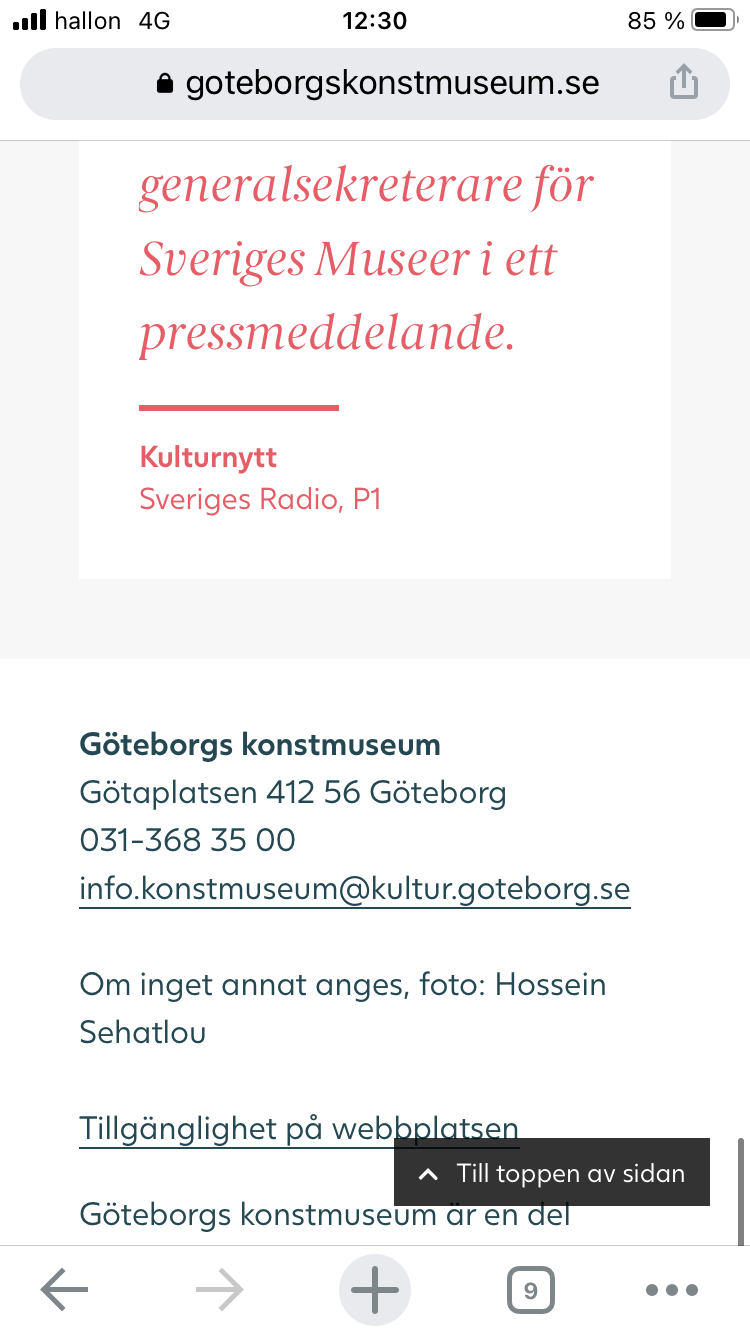 hallon 4G 12:30 85 %
goteborgskonstmuseum.se
generalsekreterare för
Sveriges Museer i ett
pressmeddelande.
Kulturnytt
Sveriges Radio, P1
Göteborgs konstmuseum
Götaplatsen 412 56 Göteborg
031-368 35 00
info.konstmuseum@kultur.goteborg.se
Om inget annat anges, foto: Hossein
Sehatlou
Tillgänglighet på webbplatsen
Till toppen av sidan
Göteborgs konstmuseum är en del
9